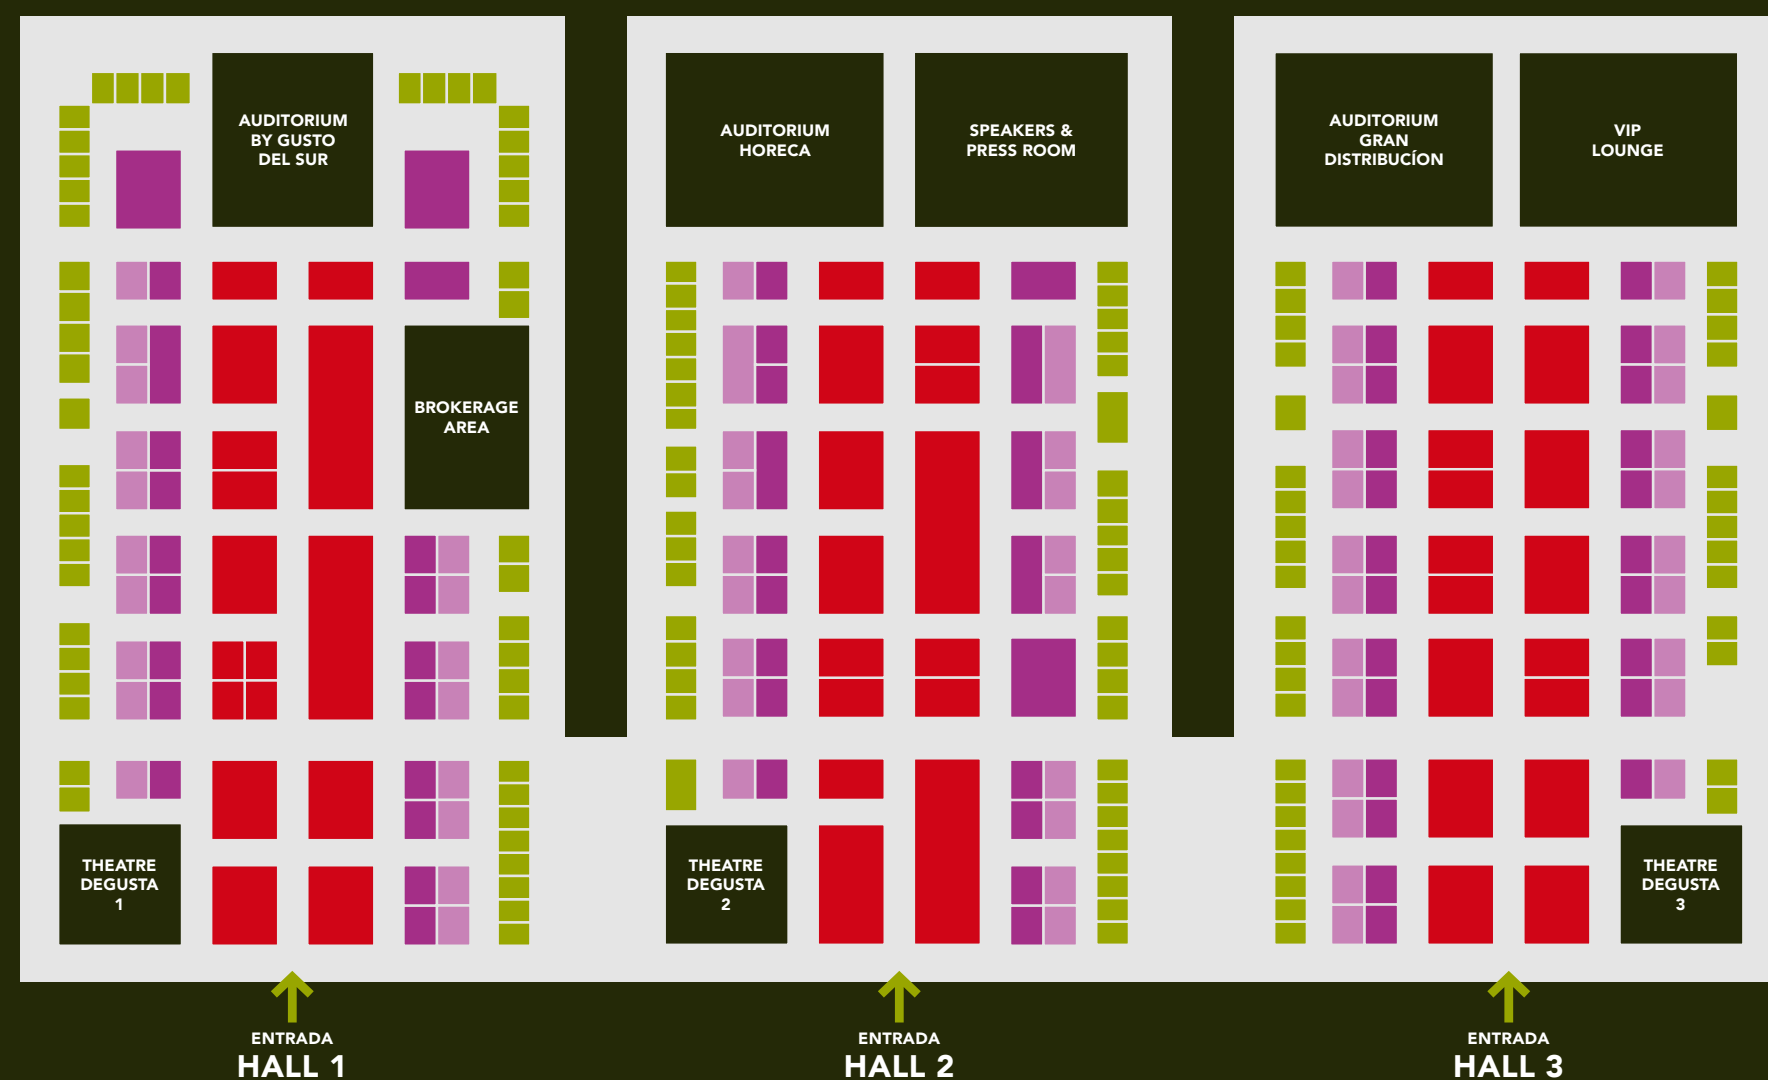 AUDITORIUM
BY GUSTO
DEL SUR
BROKERAGE
AREA
THEATRE
DEGUSTA
1
ENTRADA
HALL 1
AUDITORIUM
HORECA
SPEAKERS &
PRESS ROOM
THEATRE
DEGUSTA
2
ENTRADA
HALL 2
AUDITORIUM
GRAN
DISTRIBUCÍON
VIP
LOUNGE
THEATRE
DEGUSTA
3
ENTRADA
HALL 3